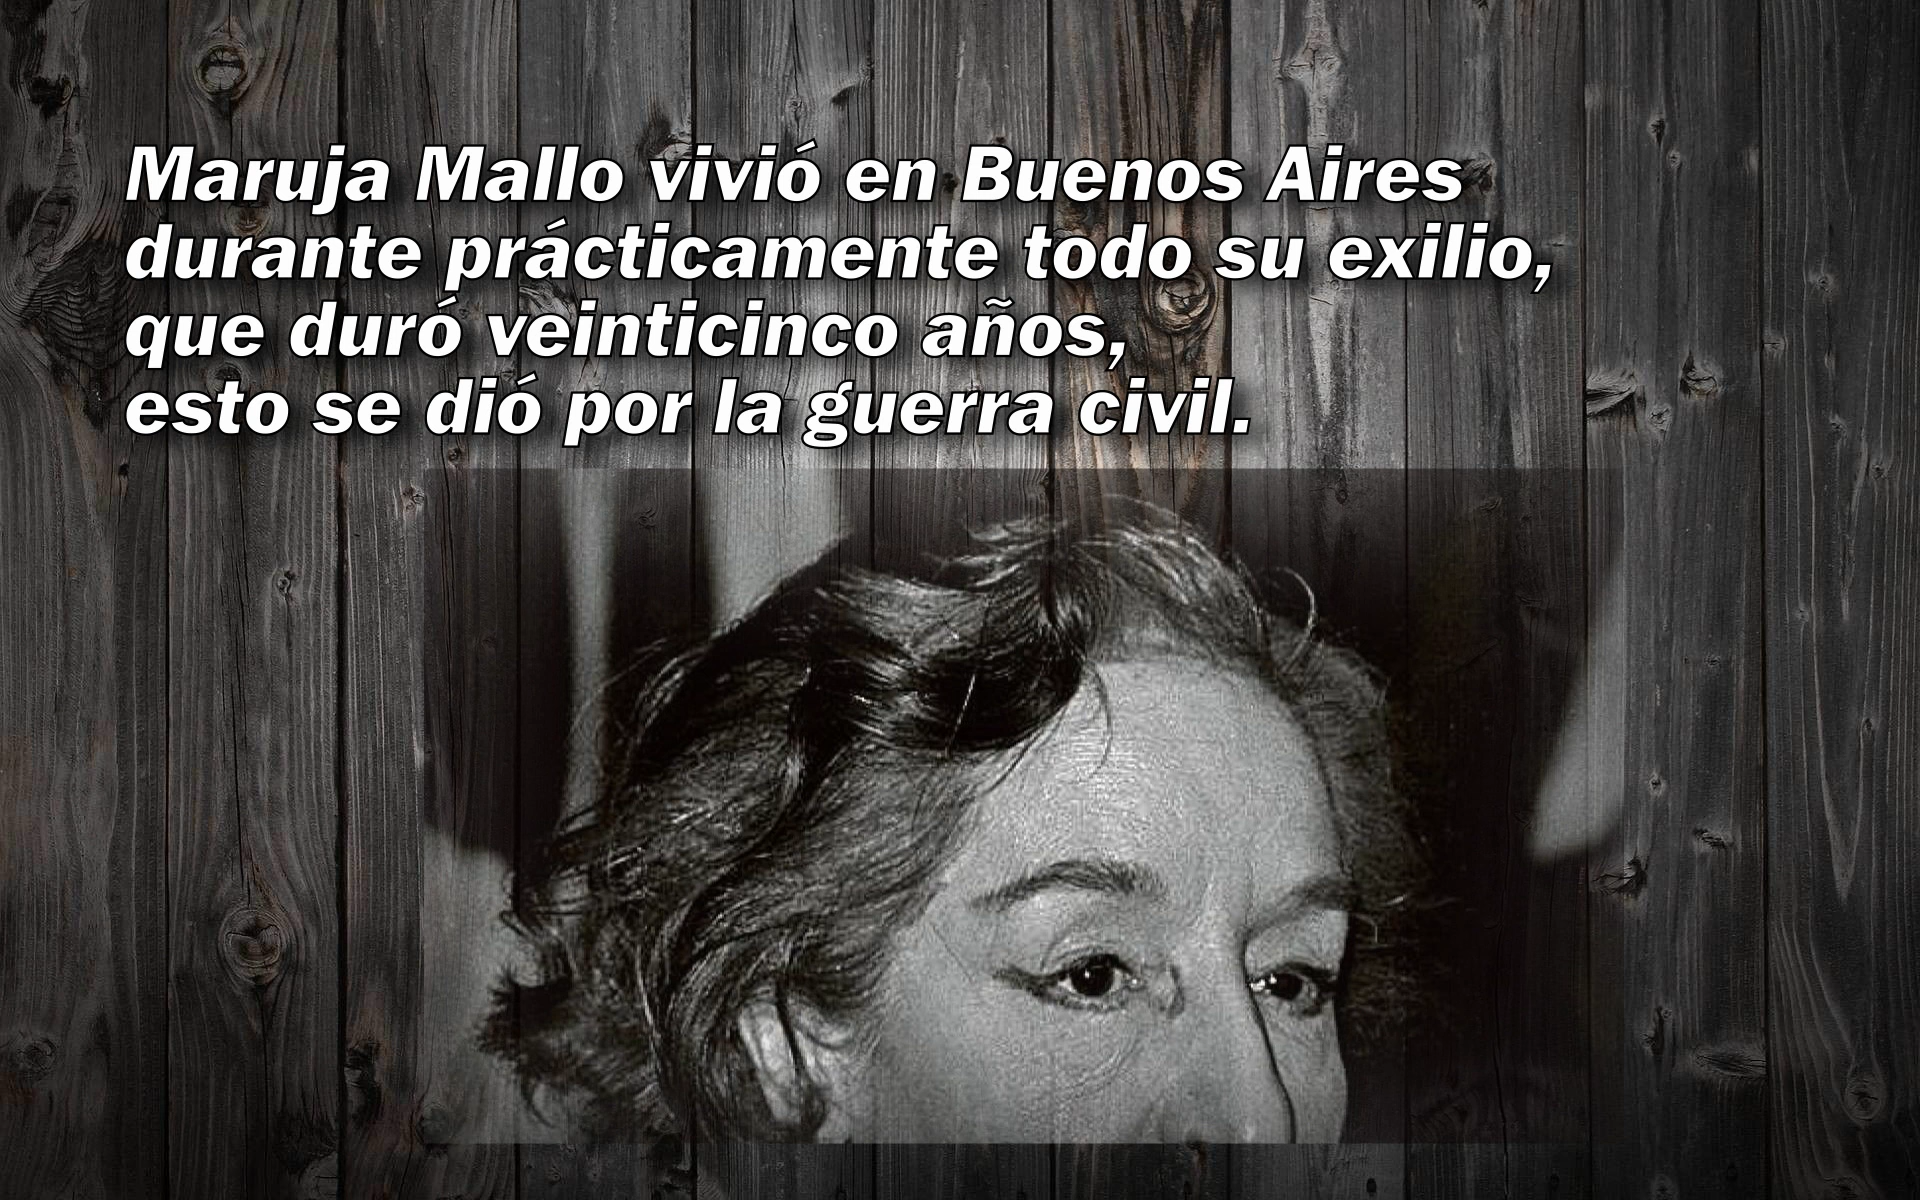 Maruja Mallo vivió en Buenos Aires
durante prácticamente todo su exilio,
que duró veinticinco años,
esto se dió por la guerra civil.